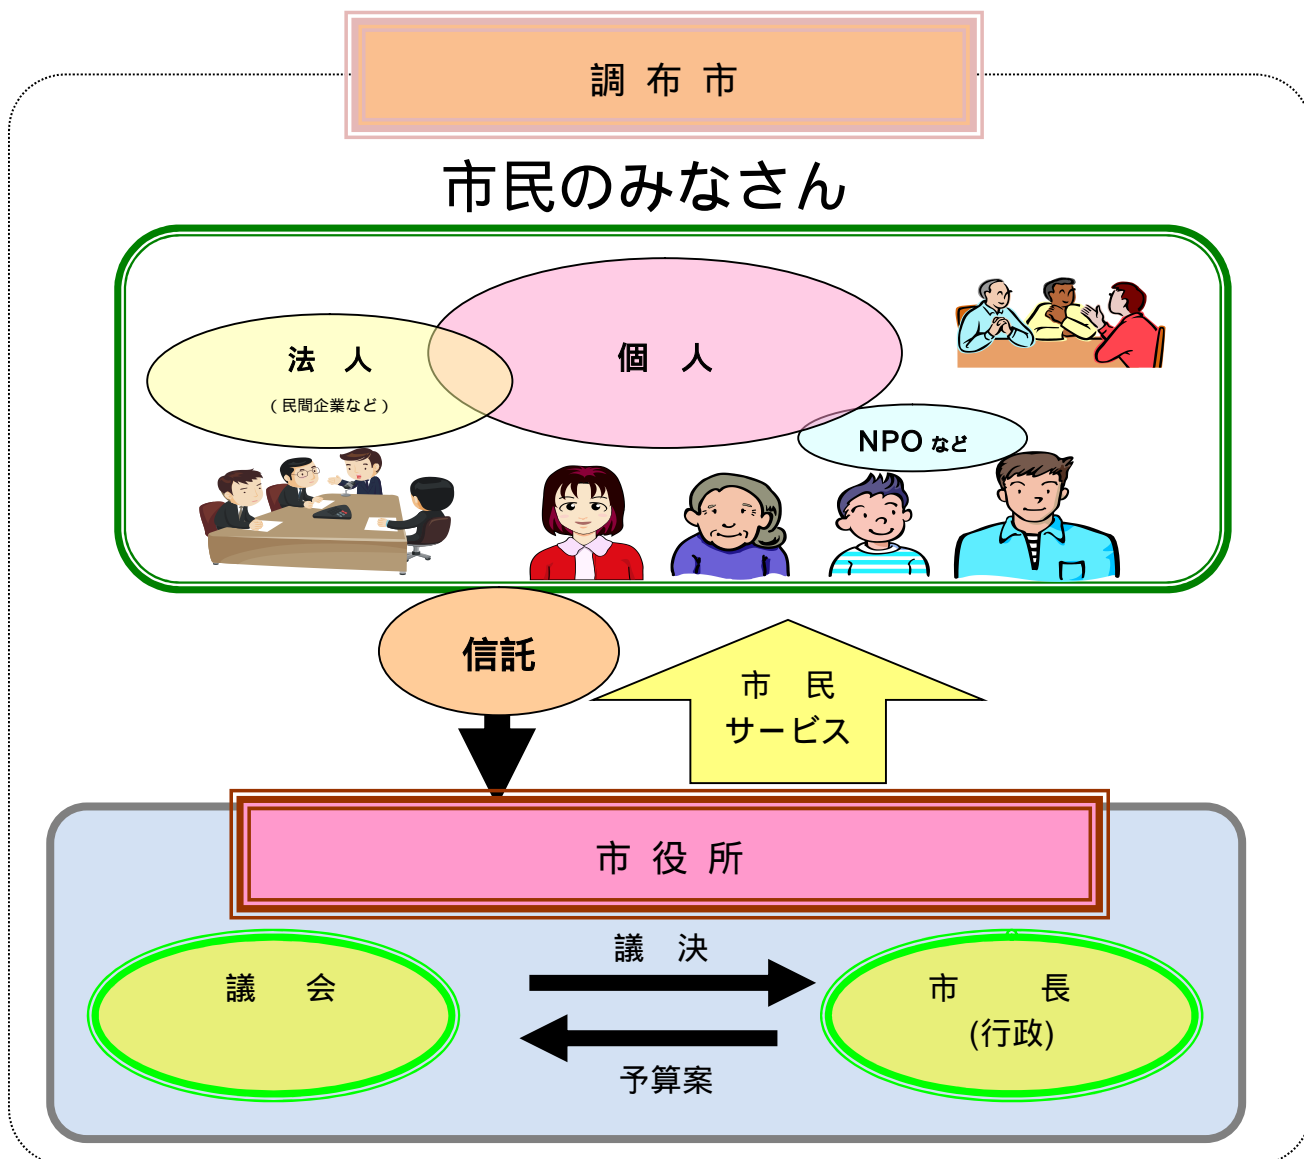 調布市
市民のみなさん
個　人
法　人
（民間企業など）
NPO など
信託
市　民
サービス
市役所
議　決
議　会
市　長
(行政)
予算案